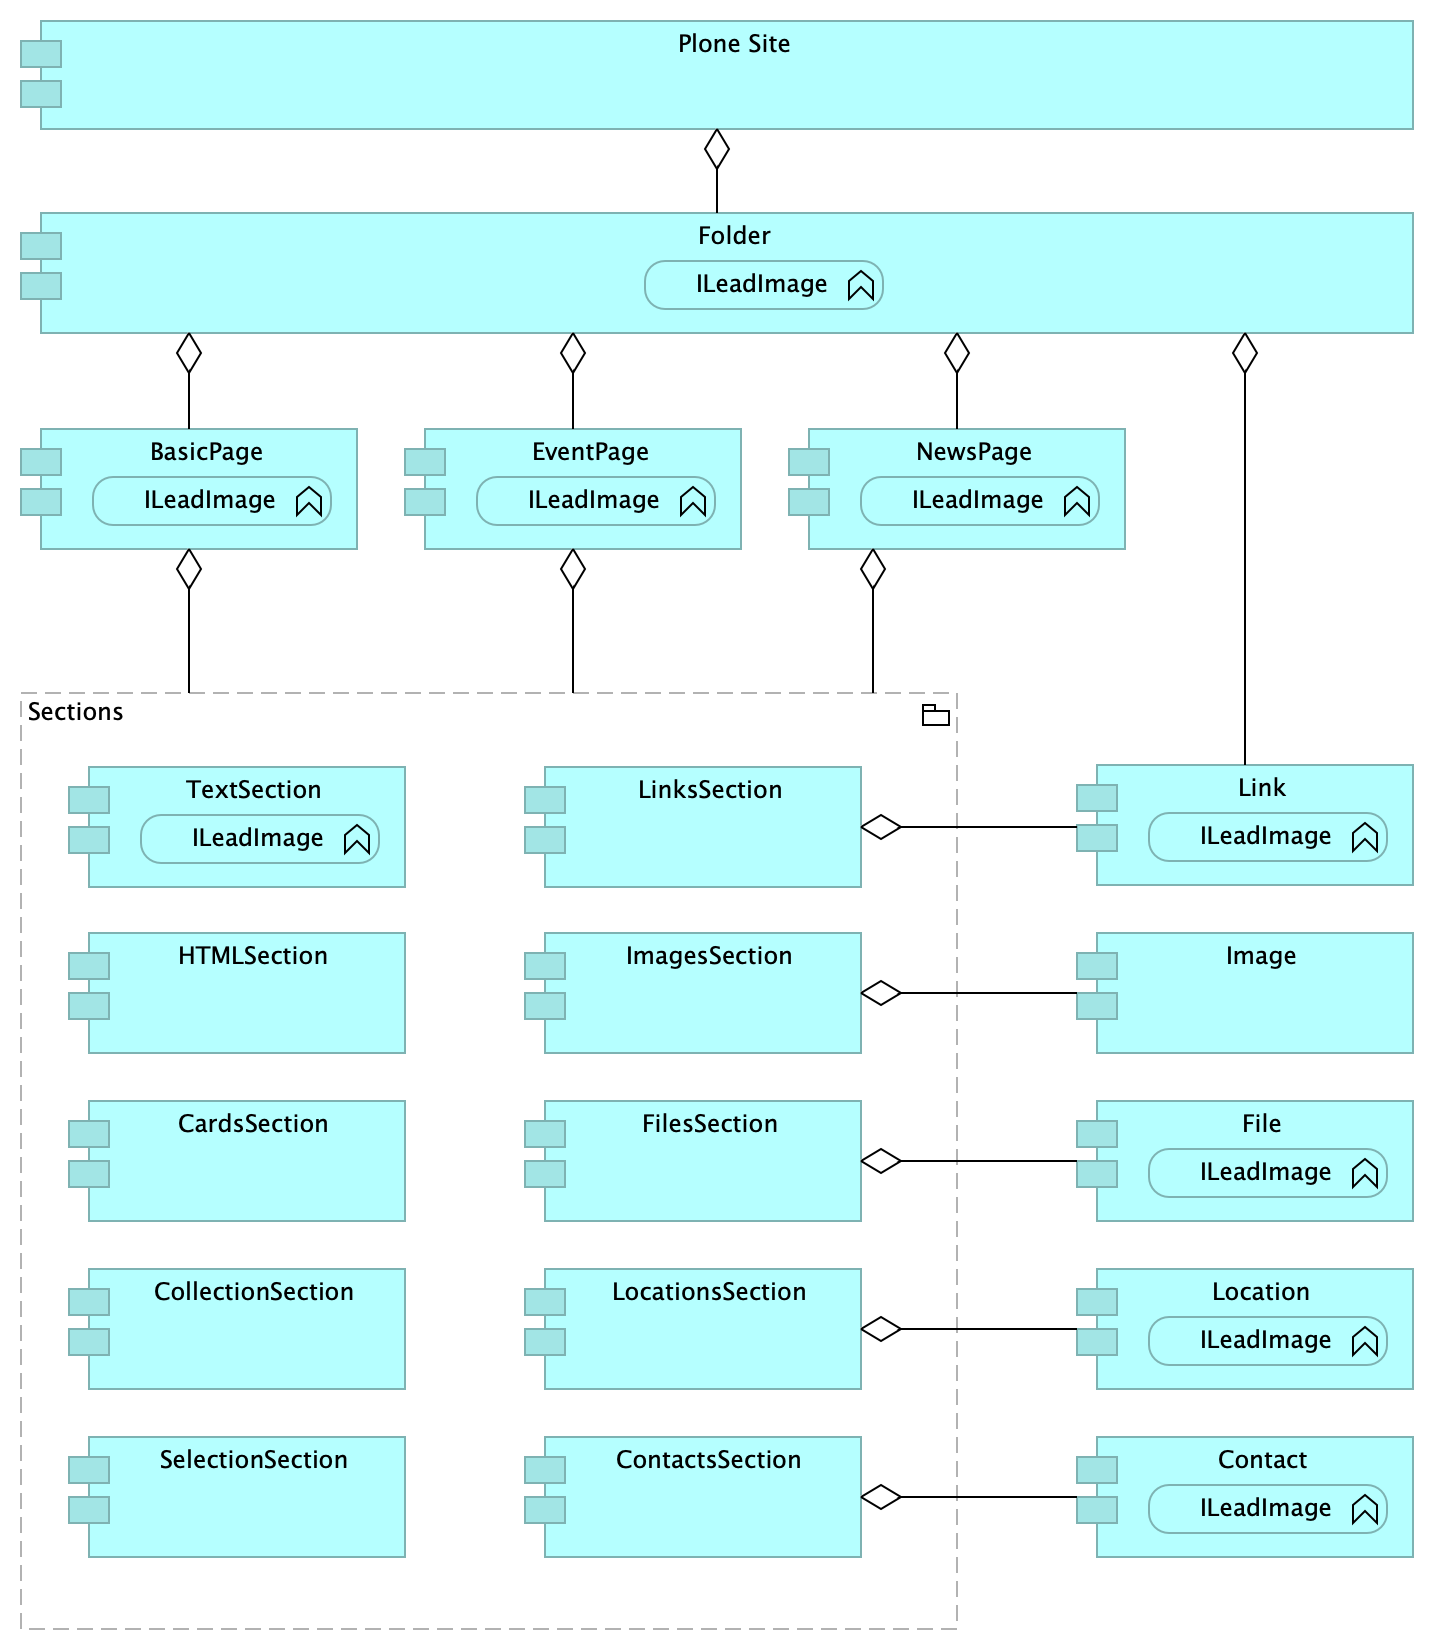 Plone Site
Folder
ILeadImage
BasicPage
ILeadImage
EventPage
ILeadImage
NewsPage
ILeadImage
Sections
TextSection
ILeadImage
LinksSection
Link
ILeadImage
HTMLSection
ImagesSection
Image
CardsSection
FilesSection
File
ILeadImage
CollectionSection
LocationsSection
Location
ILeadImage
SelectionSection
ContactsSection
Contact
ILeadImage